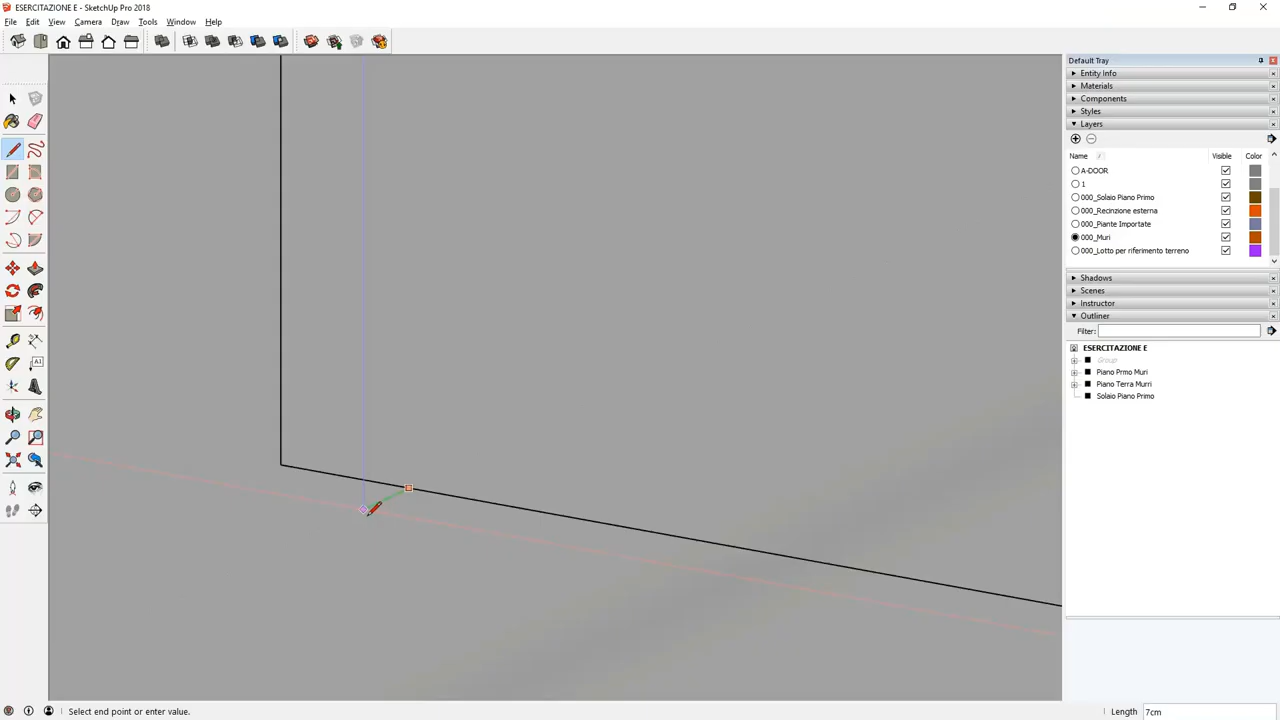 ESERCITAZIONE E - SketchUp Pro 2018
File Edit View Camera Draw Tools Window Help
Default Tray
Entity Info
Materials
Components
Styles
Layers
Name Visible Color
A-DOOR
1
000_Solaio Piano Primo
000_Recinzione esterna
000_Piante Importate
000_Muri
000_Lotto per riferimento terreno
Shadows
Scenes
Instructor
Outliner
Filter:
ESERCITAZIONE E
Group
Piano Prmo Muri
Piano Terra Murri
Solaio Piano Primo
Select end point or enter value.
Length 7cm